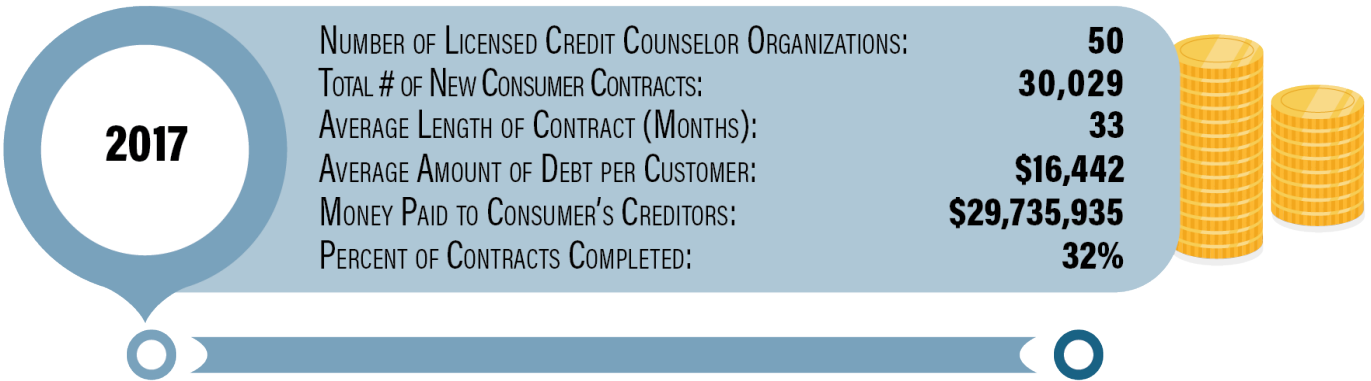 2017
Number of Licensed Credit Counselor Organizations: 50
Total # of New Consumer Contracts: 30,029
Average Length of Contract (Months): 33
Average Amount of Debt per Customer: $16,442
Money Paid to Consumer's Creditors: $29,735,935
Percent of Contracts Completed: 32%